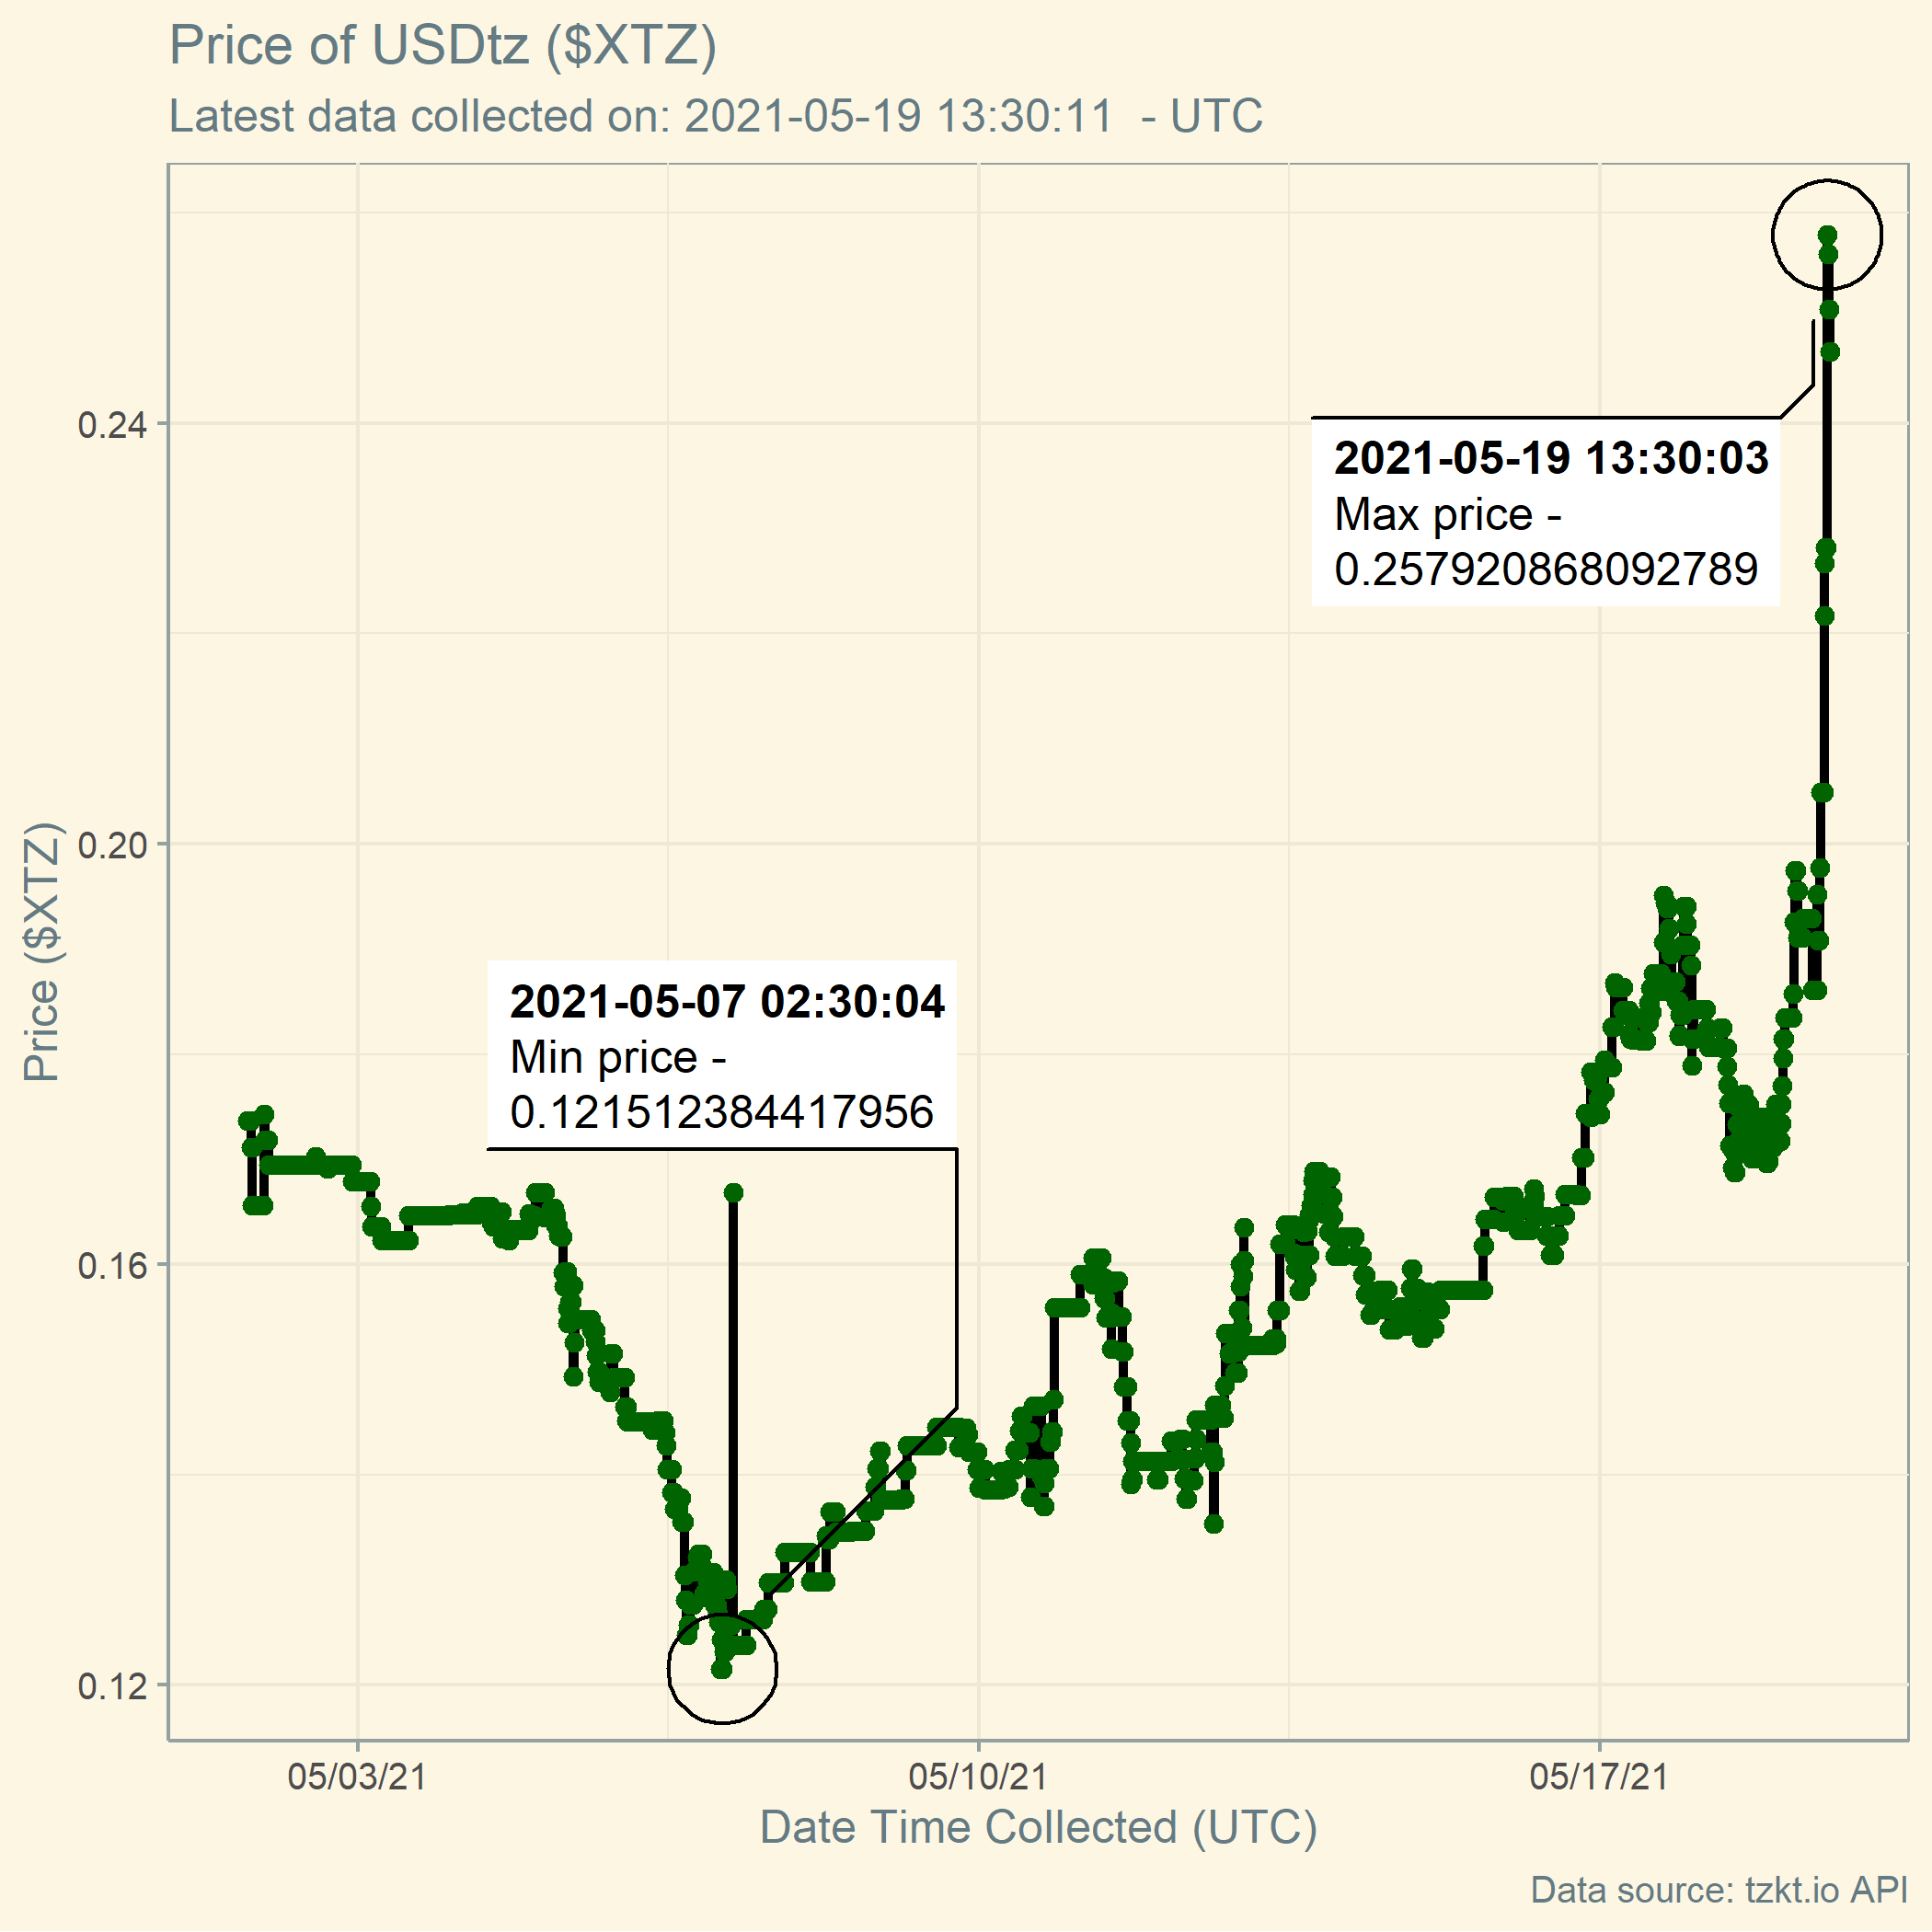 Price of USDtz ($XTZ)
Latest data collected on: 2021-05-19 13:30:11  - UTC
Price ($XTZ)
0.24
0.20
0.16
0.12
2021-05-19 13:30:03
Max price -
0.257920868092789
2021-05-07 02:30:04
Min price -
0.121512384417956
05/03/21
05/10/21
05/17/21
Date Time Collected (UTC)
Data source: tzkt.io API